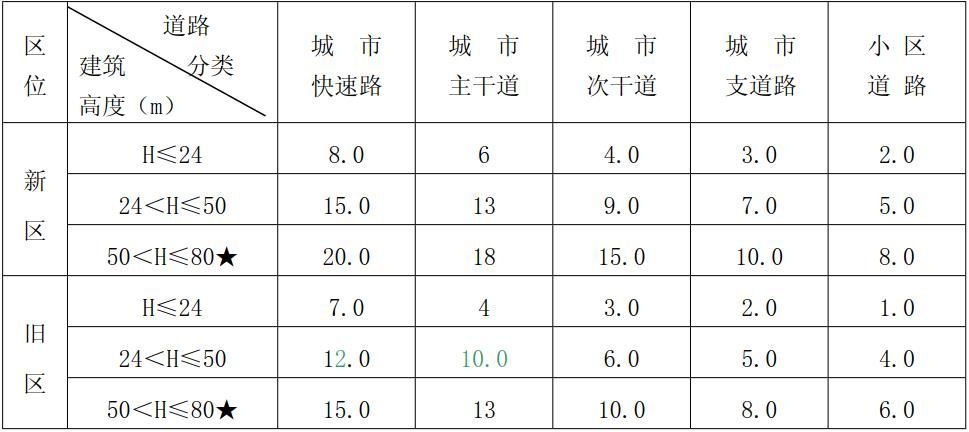 区位 道路分类 建筑高度（m） 城市快速路 城市主干道 城市次干道 城市支道路 小区道路
新区 H≤24 8.0 6 4.0 3.0 2.0
24＜H≤50 15.0 13 9.0 7.0 5.0
50＜H≤80★ 20.0 18 15.0 10.0 8.0
旧区 H≤24 7.0 4 3.0 2.0 1.0
24＜H≤50 12.0 10.0 6.0 5.0 4.0
50＜H≤80★ 15.0 13 10.0 8.0 6.0